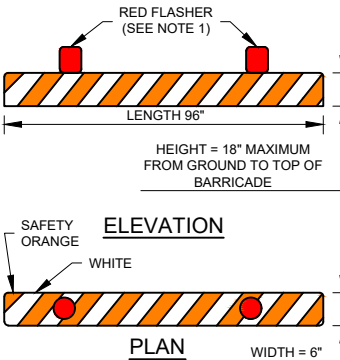 RED FLASHER
(SEE NOTE 1)
LENGTH 96"
HEIGHT = 18" MAXIMUM
FROM GROUND TO TOP OF
BARRICADE
ELEVATION
SAFETY
ORANGE
WHITE
PLAN
WIDTH = 6"